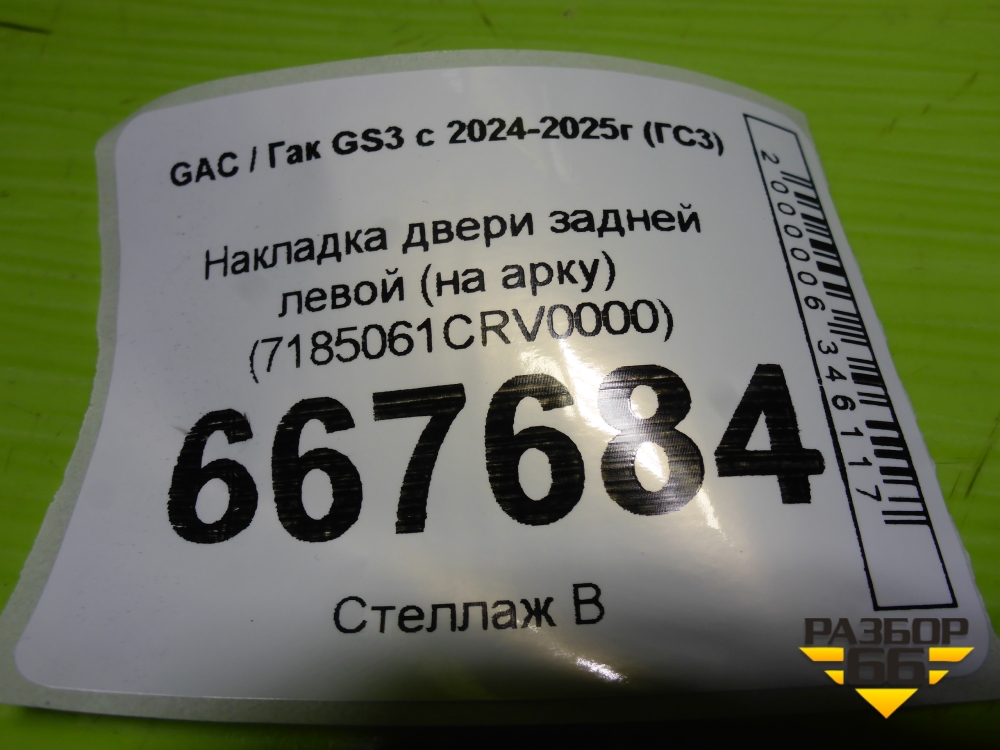 GAC / Гак GS3 с 2024-2025г (ГС3)
Накладка двери задней
левой (на арку)
(7185061CRV0000)
667684
Стеллаж В
2000006346117
РАЗБОР
66